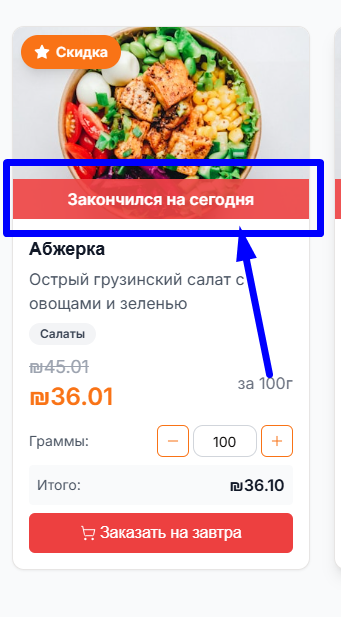 Скидка
Закончился на сегодня
Абжерка
Острый грузинский салат с
овощами и зеленью
Салаты
₪45.01
₪36.01
за 100г
Граммы:
− 100 +
Итого:
₪36.10
Заказать на завтра